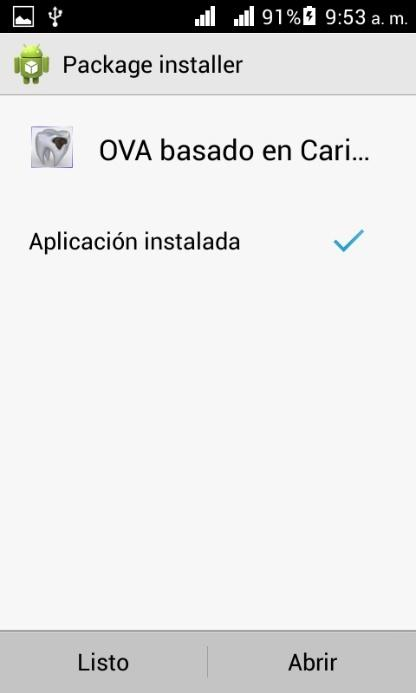 91% 9:53 a. m.
Package installer
OVA basado en Cari...
Aplicación instalada
Listo
Abrir